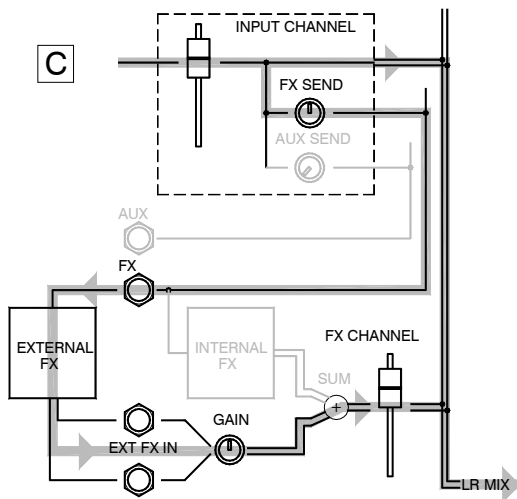 INPUT CHANNEL
C
FX SEND
AUX SEND
AUX
FX
EXTERNAL
FX
INTERNAL
FX
FX CHANNEL
SUM
+
GAIN
EXT FX IN
LR MIX